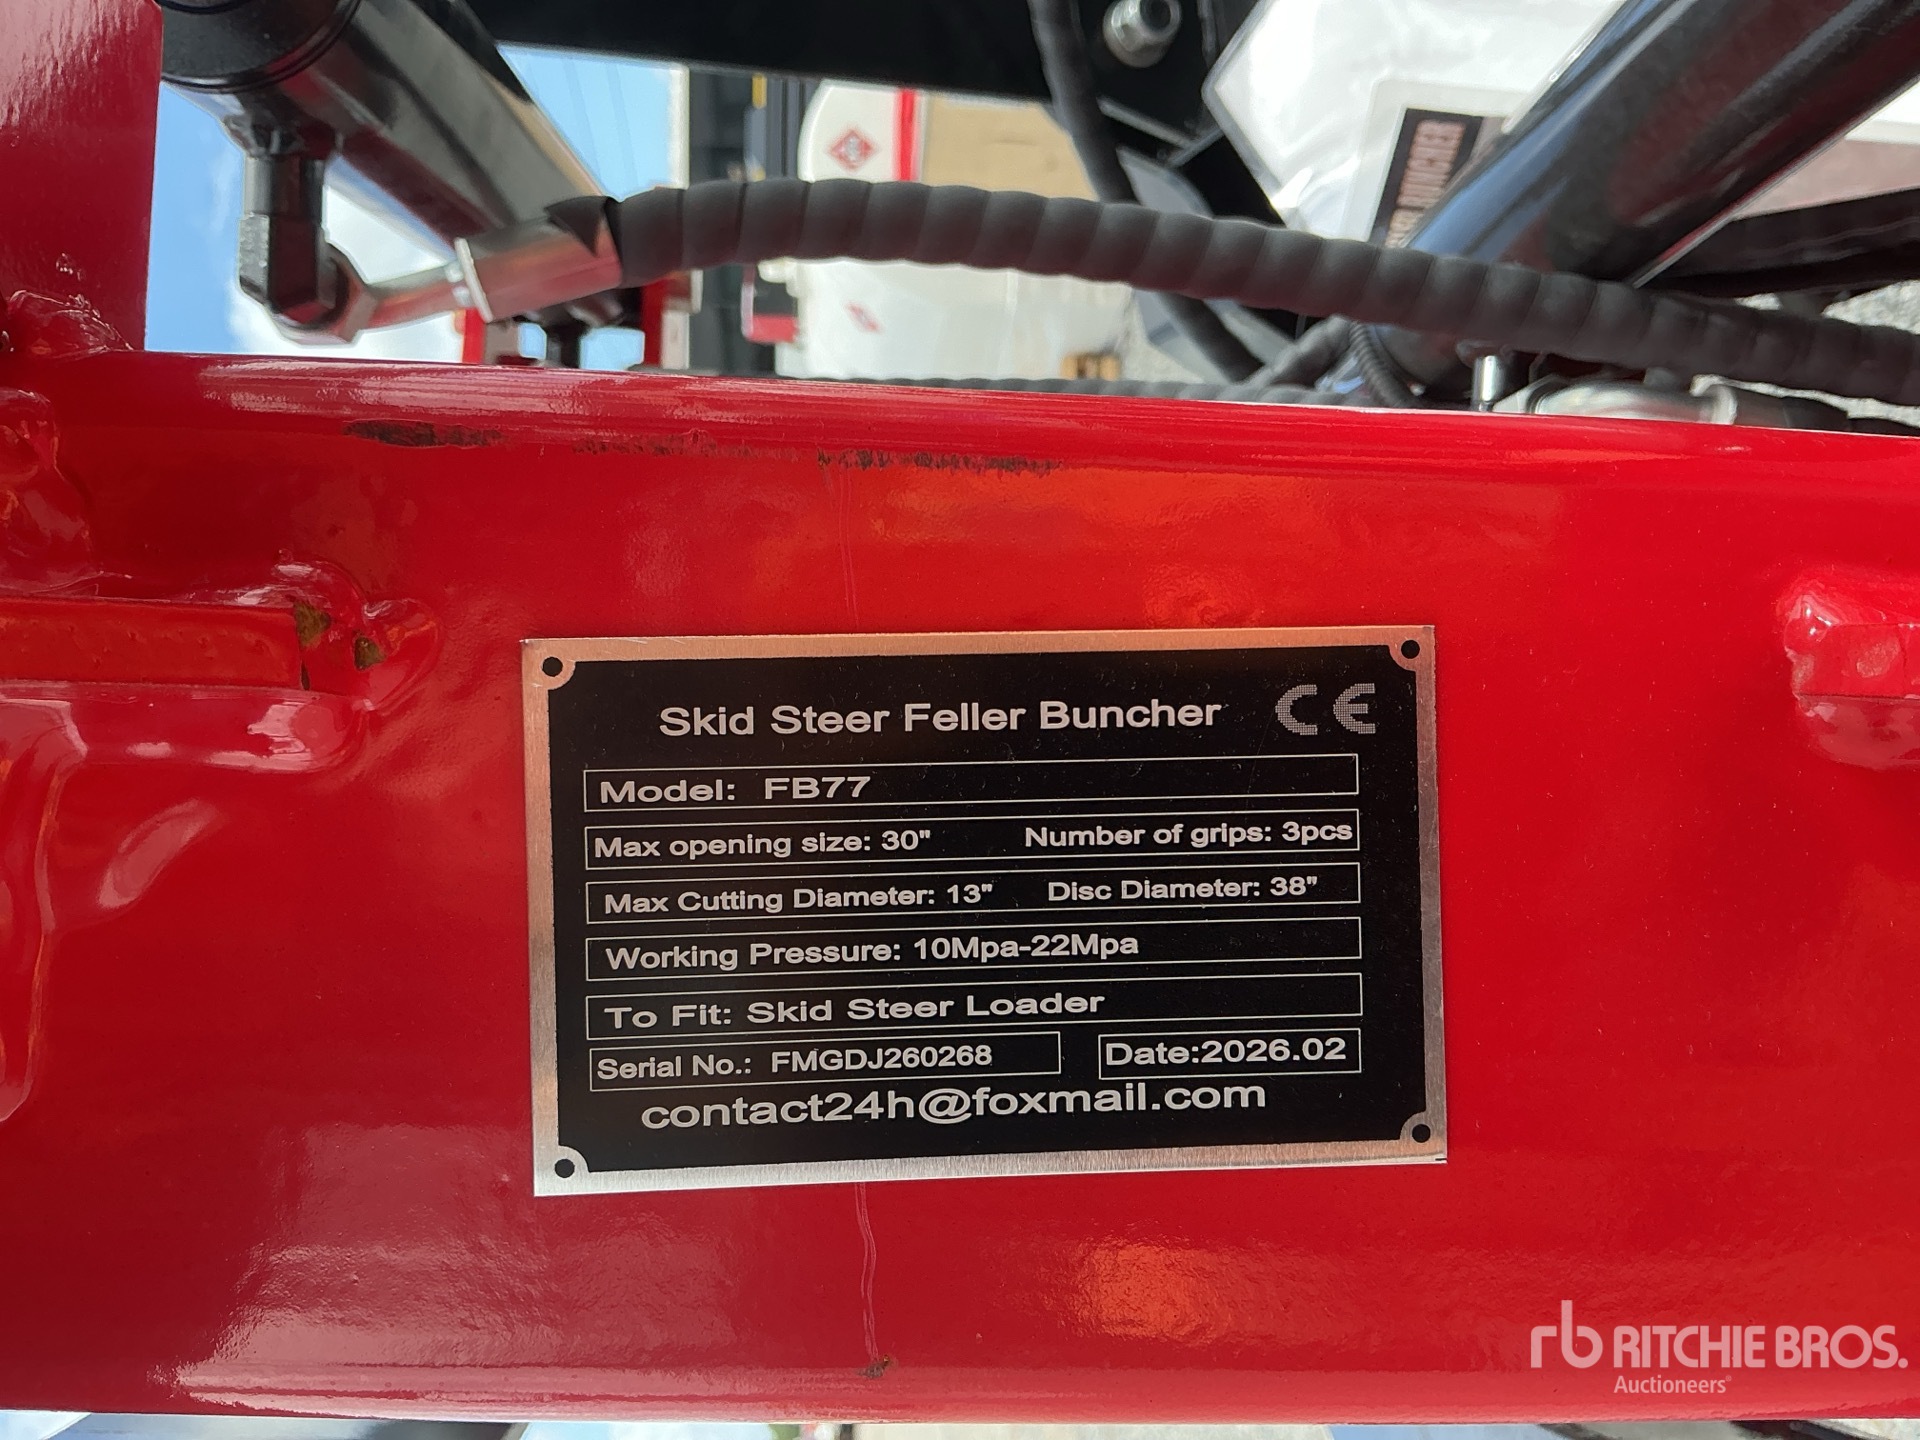 Skid Steer Feller Buncher CE
Model: FB77
Max opening size: 30" Number of grips: 3pcs
Max Cutting Diameter: 13" Disc Diameter: 38"
Working Pressure: 10Mpa-22Mpa
To Fit: Skid Steer Loader
Serial No.: FMGDJ260268 Date:2026.02
contact24h@foxmail.com
rb RITCHIE BROS.
Auctioneers